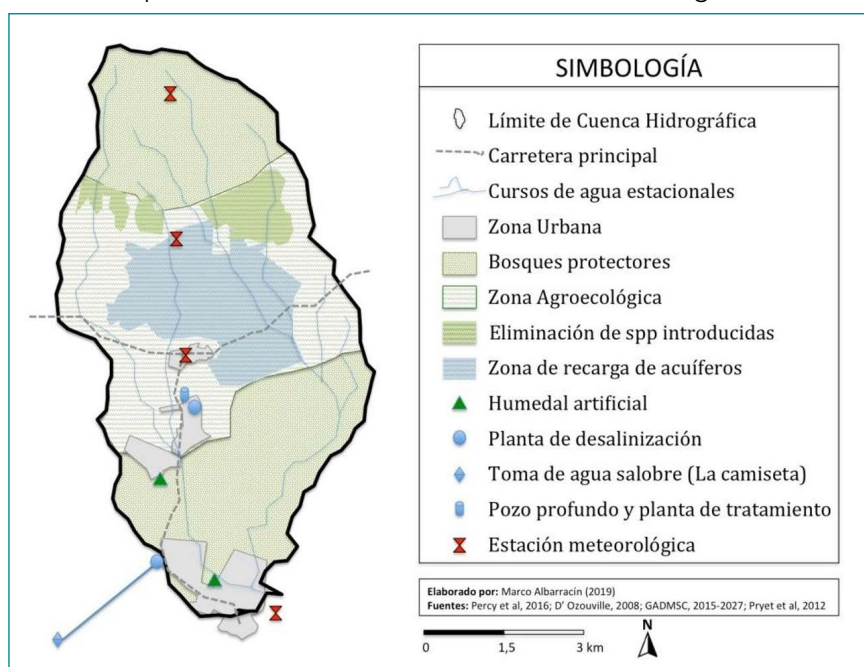 SIMBOLOGÍA
Límite de Cuenca Hidrográfica
Carretera principal
Cursos de agua estacionales
Zona Urbana
Bosques protectores
Zona Agroecológica
Eliminación de spp introducidas
Zona de recarga de acuíferos
Humedal artificial
Planta de desalinización
Toma de agua salobre (La camiseta)
Pozo profundo y planta de tratamiento
Estación meteorológica
Elaborado por: Marco Albarracín (2019)
Fuentes: Percy et al, 2016; D' Ozouville, 2008; GADMSC, 2015-2027; Pryet et al, 2012
N
0 1,5 3 km